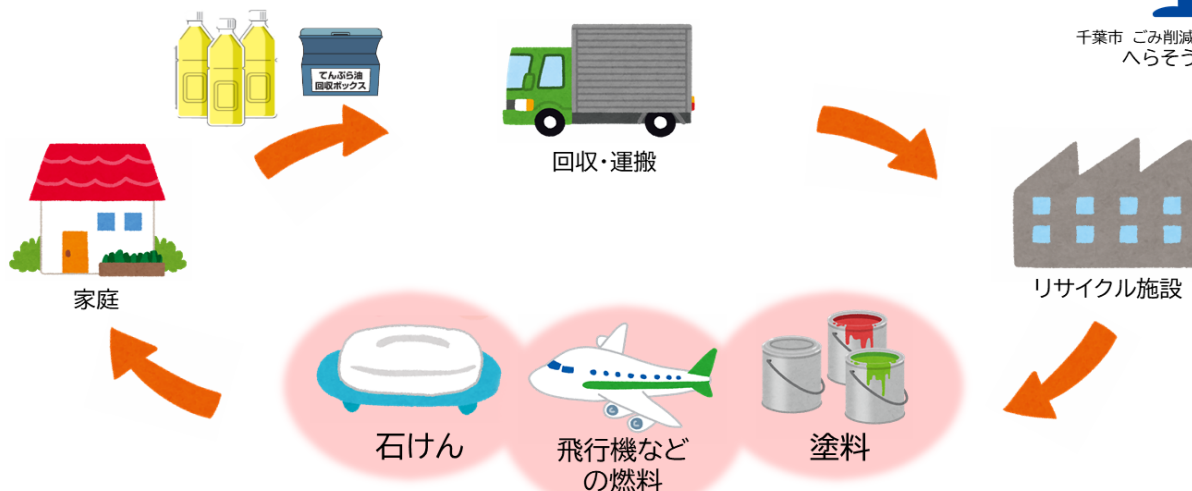 千葉市 ごみ削減
へらそう
てんぷら油
回収ボックス
回収・運搬
家庭
リサイクル施設
石けん
飛行機など
の燃料
塗料